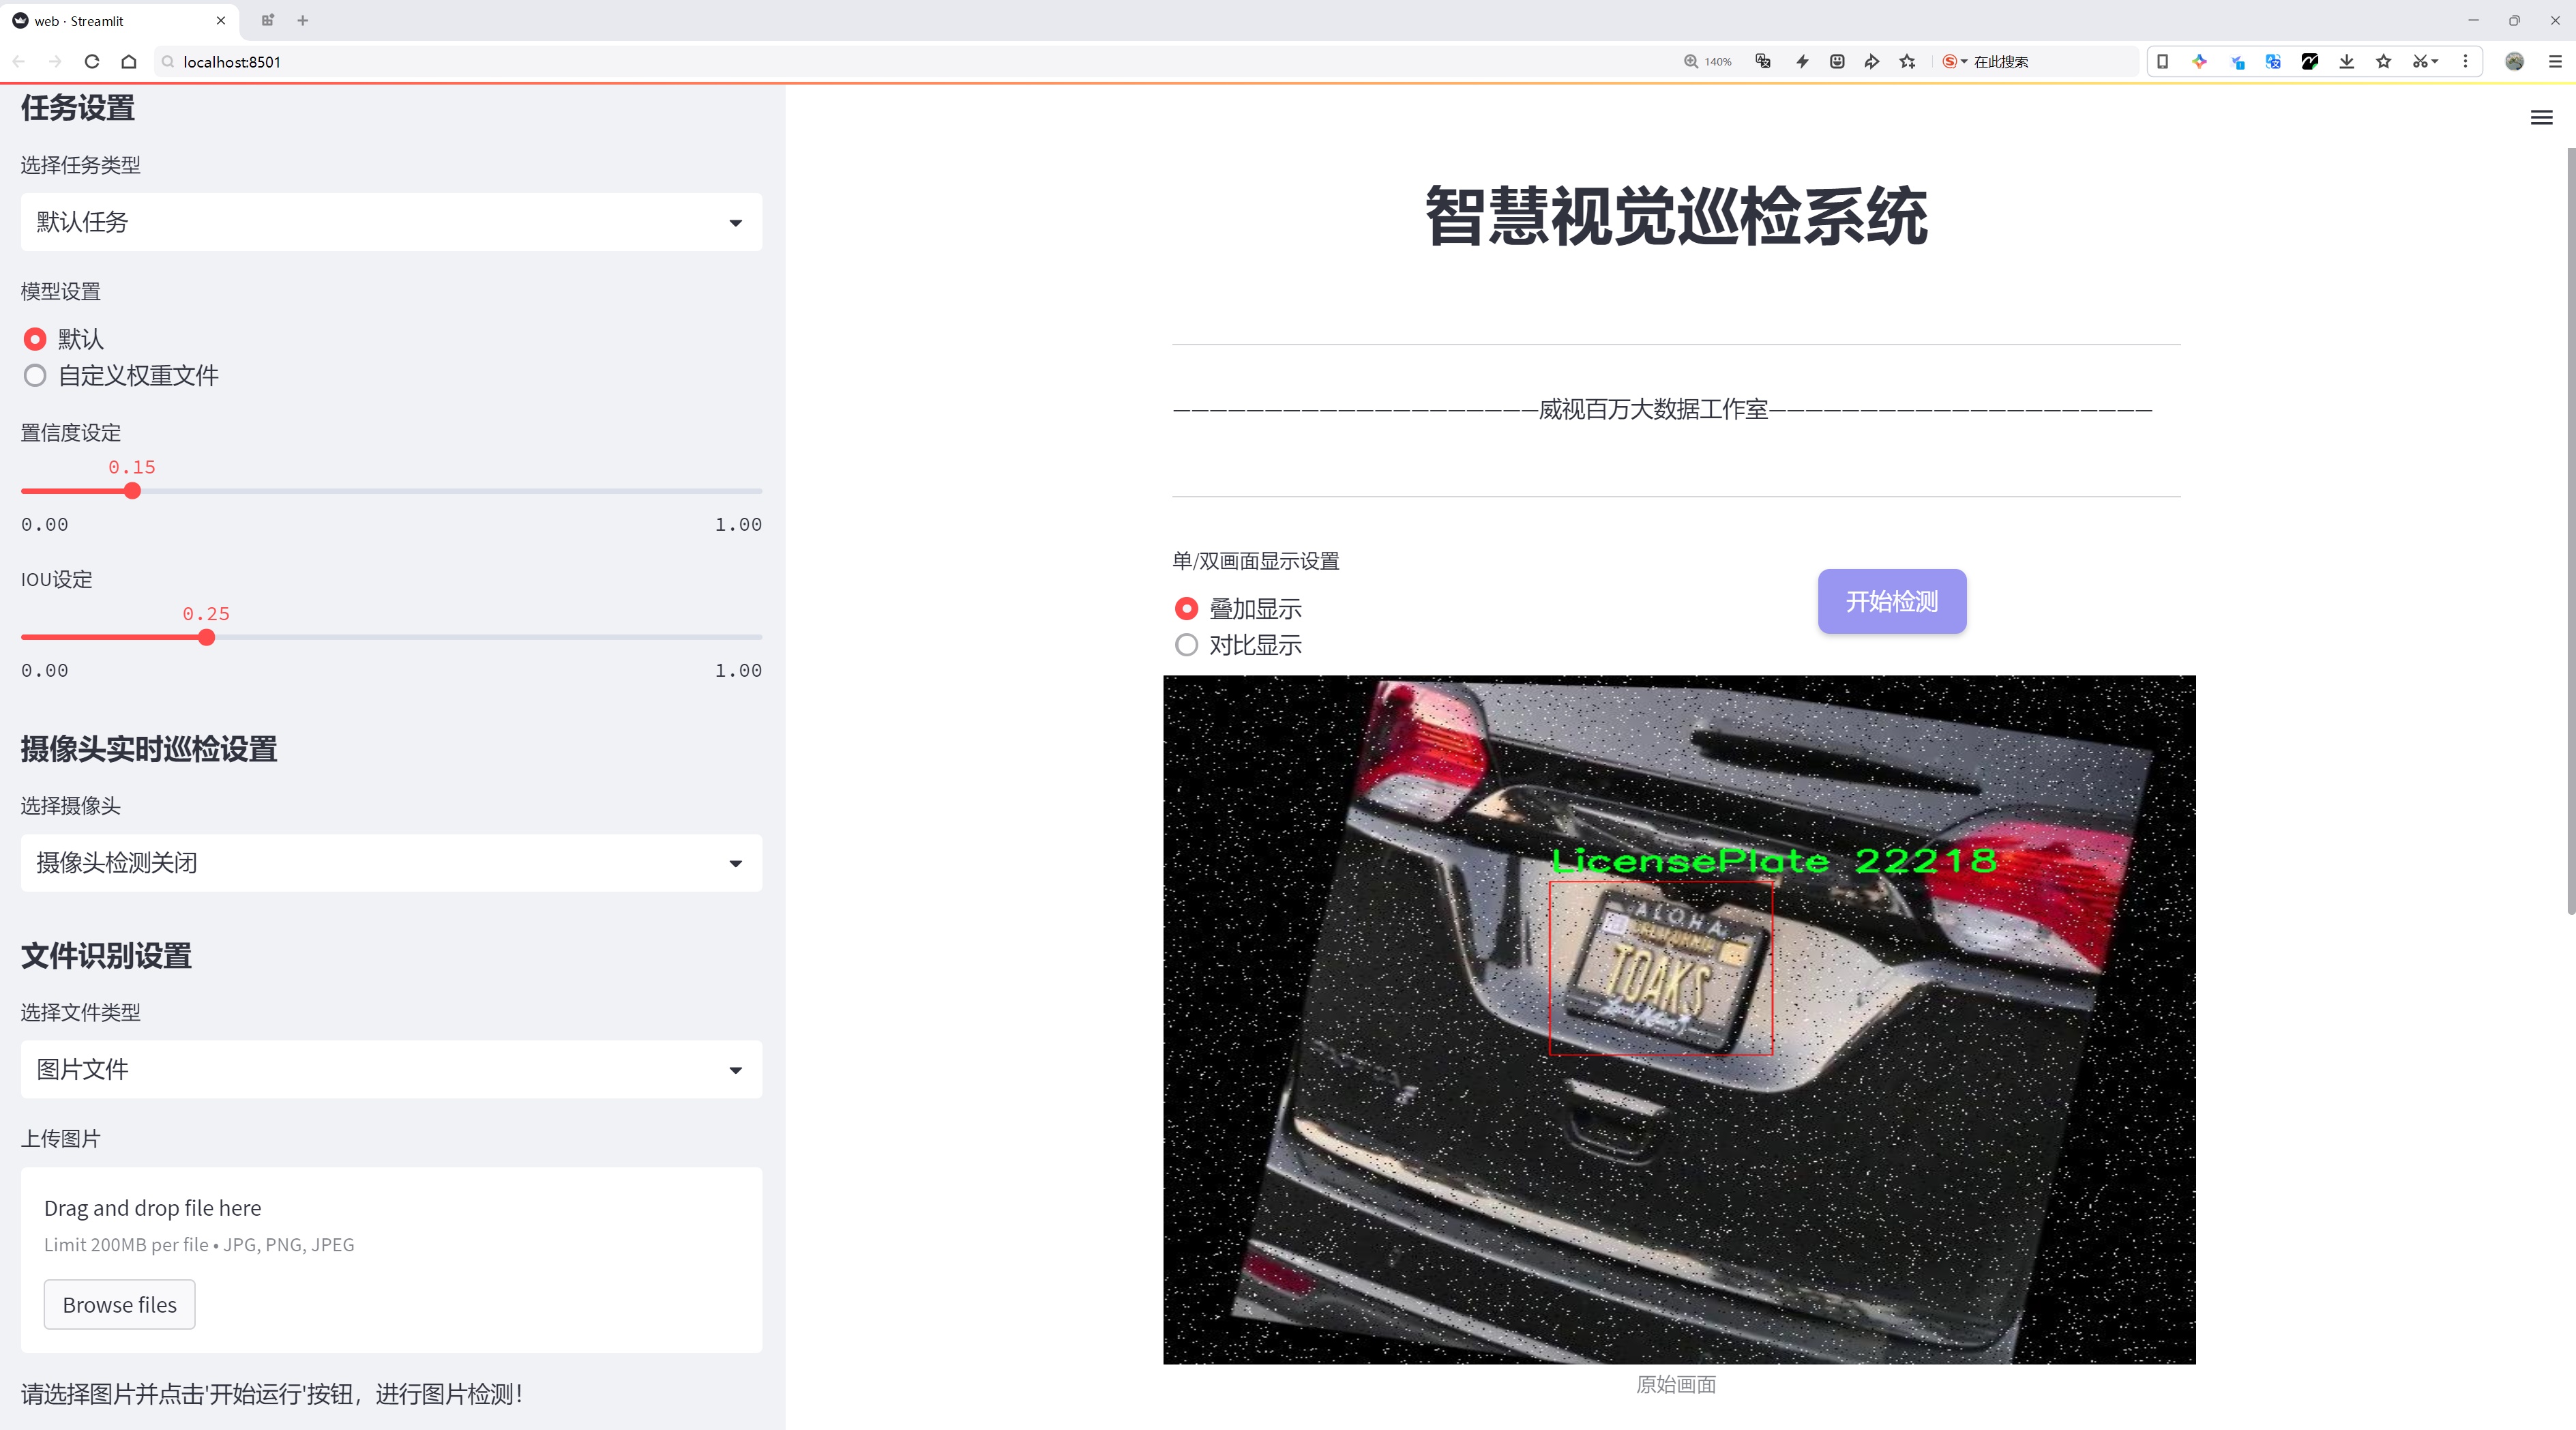 web · Streamlit
localhost:8501
140%
在此搜索
任务设置
选择任务类型
默认任务
模型设置
默认
自定义权重文件
置信度设定
0.15
0.00
1.00
IOU设定
0.25
0.00
1.00
摄像头实时巡检设置
选择摄像头
摄像头检测关闭
文件识别设置
选择文件类型
图片文件
上传图片
Drag and drop file here
Limit 200MB per file • JPG, PNG, JPEG
Browse files
请选择图片并点击'开始运行'按钮，进行图片检测！
智慧视觉巡检系统
————————————————————威视百万大数据工作室—————————————————————
单/双画面显示设置
叠加显示
对比显示
开始检测
LicensePlate 22218
ALOHA
TOAKS
原始画面